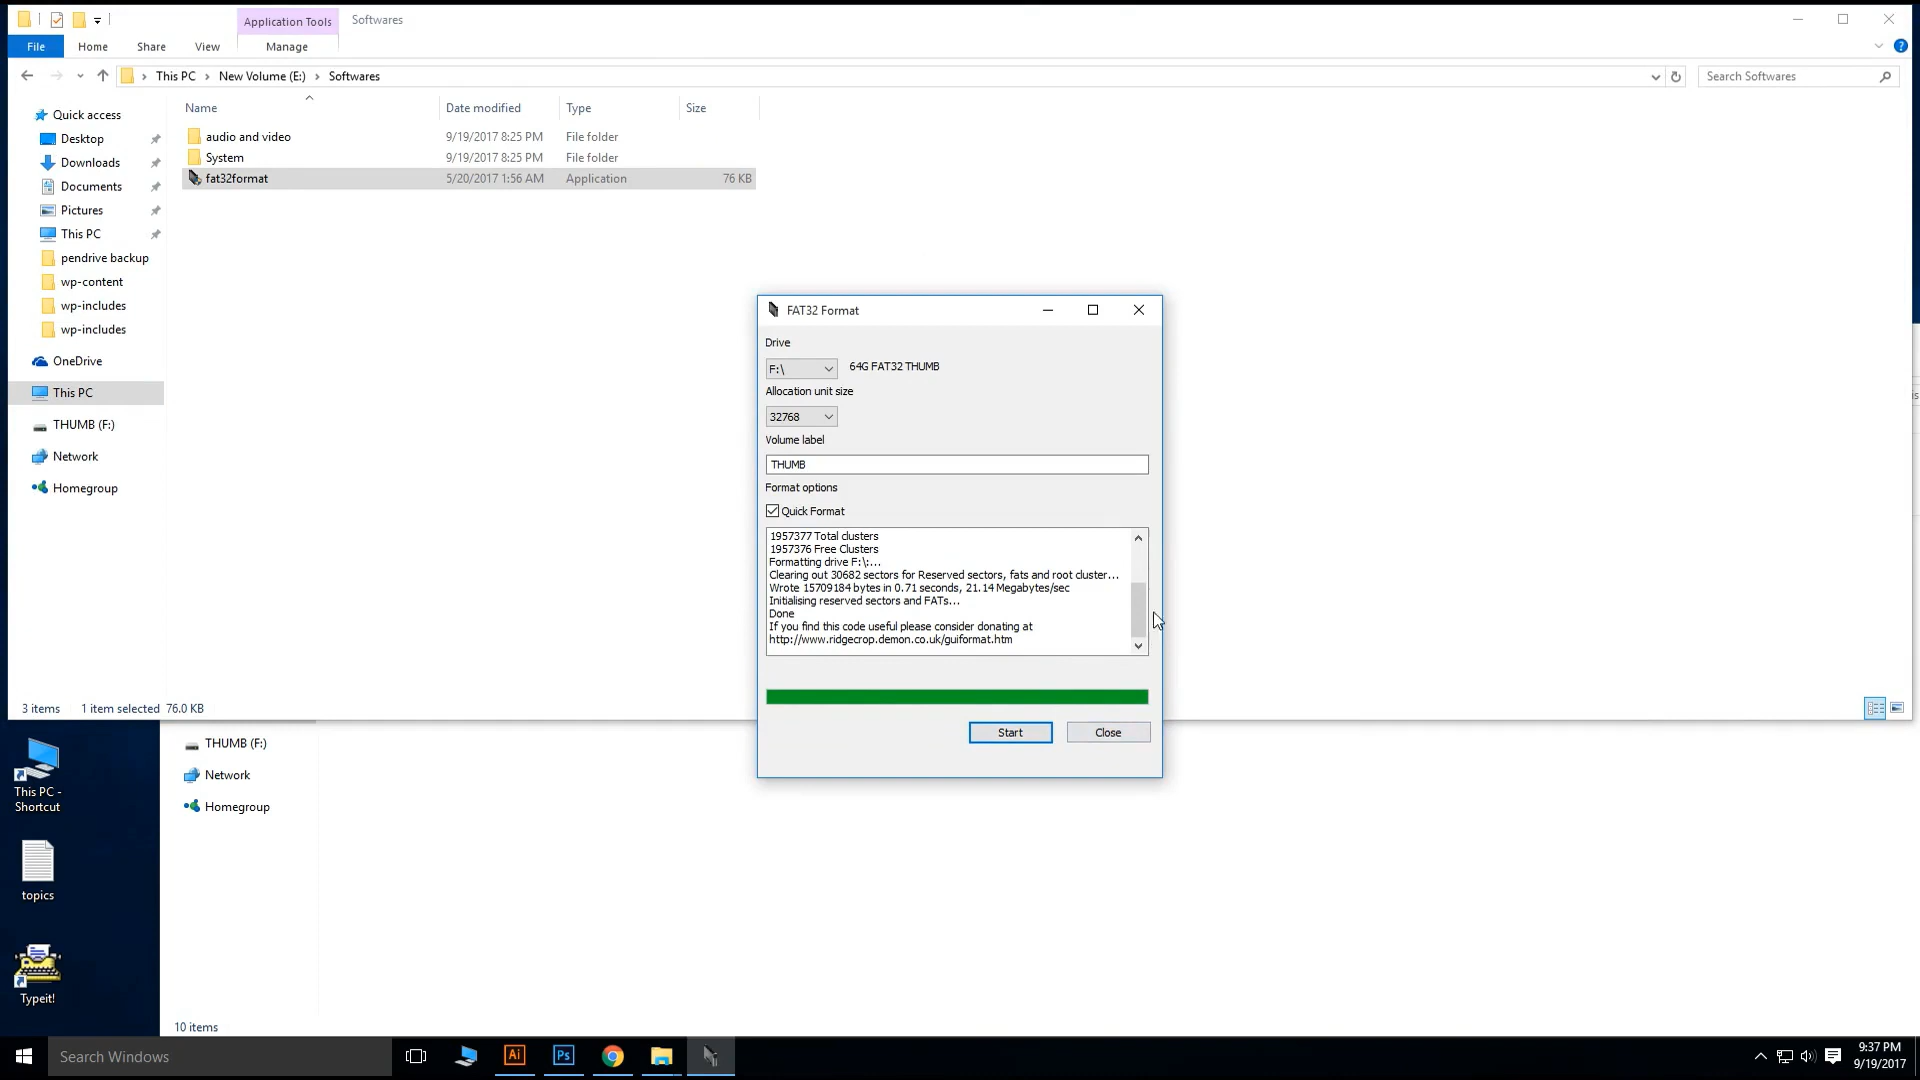 Application Tools
Softwares
File
Home
Share
View
Manage
This PC
New Volume (E:)
Softwares
Search Softwares
Name
Date modified
Type
Size
audio and video
9/19/2017 8:25 PM
File folder
System
9/19/2017 8:25 PM
File folder
fat32format
5/20/2017 1:56 AM
Application
76 KB
Quick access
Desktop
Downloads
Documents
Pictures
This PC
pendrive backup
wp-content
wp-includes
wp-includes
OneDrive
This PC
THUMB (F:)
Network
Homegroup
3 items
1 item selected 76.0 KB
FAT32 Format
Drive
F:\
64G FAT32 THUMB
Allocation unit size
32768
Volume label
THUMB
Format options
Quick Format
1957377 Total clusters
1957376 Free Clusters
Formatting drive F:\:...
Clearing out 30682 sectors for Reserved sectors, fats and root cluster...
Wrote 15709184 bytes in 0.71 seconds, 21.14 Megabytes/sec
Initialising reserved sectors and FATs...
Done
If you find this code useful please consider donating at
http://www.ridgecrop.demon.co.uk/guiformat.htm
Start
Close
THUMB (F:)
Network
Homegroup
10 items
This PC -
Shortcut
topics
Typeit!
Search Windows
Ai
Ps
9:37 PM
9/19/2017